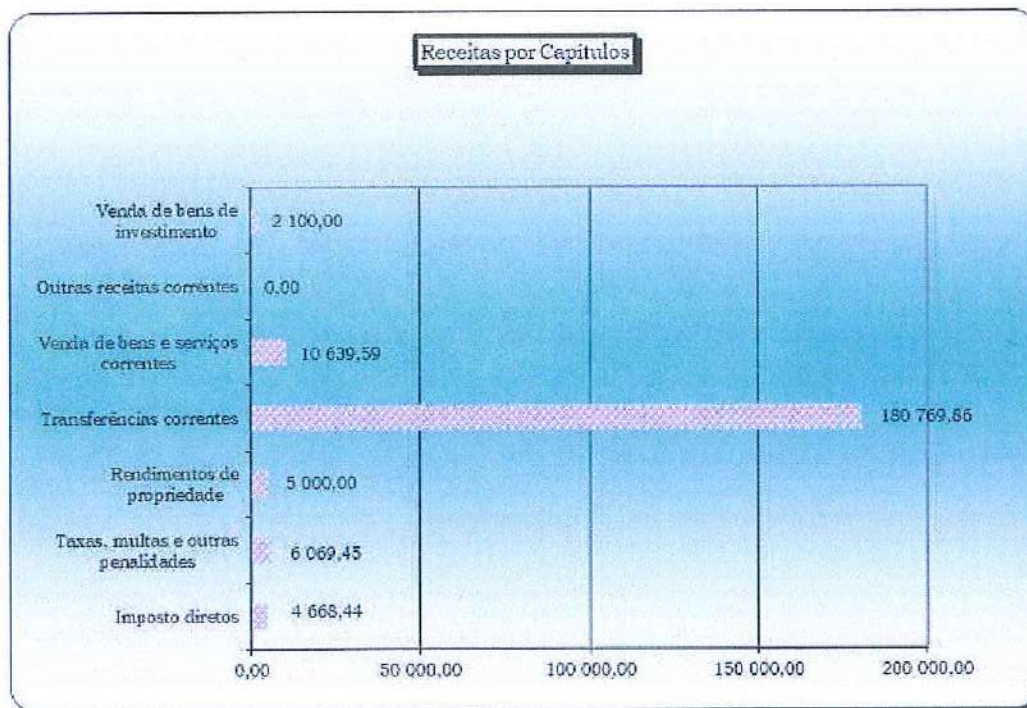 Receitas por Capítulos
Venda de bens de
investimento
2 100,00
Outras receitas correntes
0,00
Venda de bens e serviços
correntes
10 639,59
Transferências correntes
180 769,86
Rendimentos de
propriedade
5 000,00
Taxas, multas e outras
penalidades
6 069,45
Imposto diretos
4 668,44
0,00 50 000,00 100 000,00 150 000,00 200 000,00